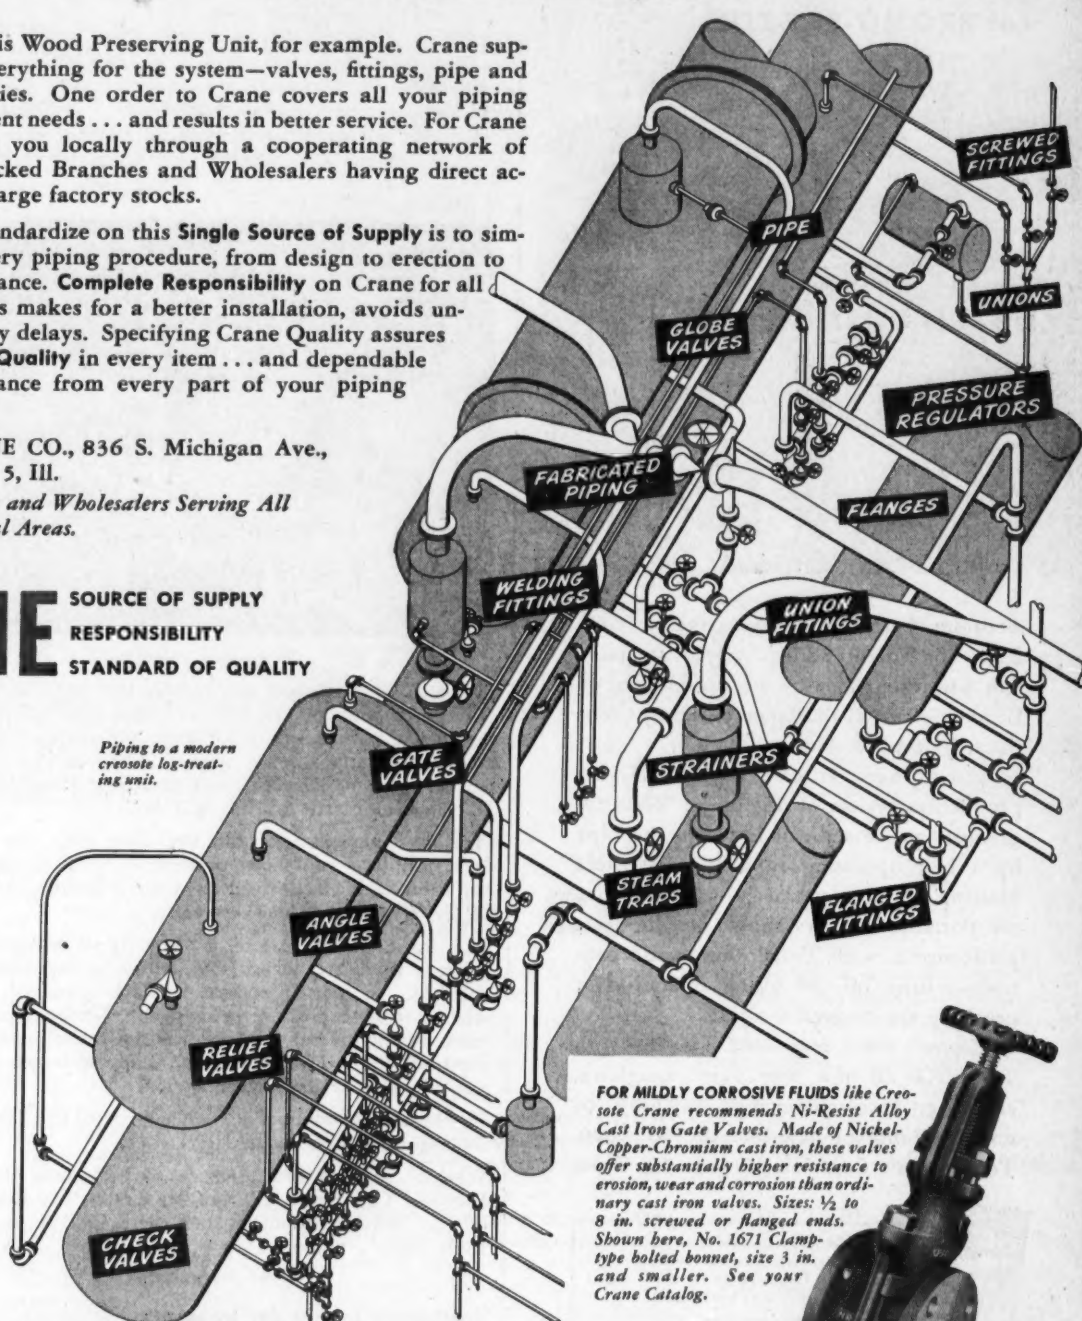 is Wood Preserving Unit, for example. Crane sup-
erything for the system—valves, fittings, pipe and
ies. One order to Crane covers all your piping
ent needs . . . and results in better service. For Crane
you locally through a cooperating network of
cked Branches and Wholesalers having direct ac-
arge factory stocks.
ndardize on this Single Source of Supply is to sim-
ery piping procedure, from design to erection to
ance. Complete Responsibility on Crane for all
s makes for a better installation, avoids un-
y delays. Specifying Crane Quality assures
Quality in every item . . . and dependable
ance from every part of your piping
E CO., 836 S. Michigan Ave.,
5, Ill.
and Wholesalers Serving All
l Areas.
NE
SOURCE OF SUPPLY
RESPONSIBILITY
STANDARD OF QUALITY
Piping to a modern
creosote log-treat-
ing unit.
SCREWED
FITTINGS
PIPE
UNIONS
GLOBE
VALVES
PRESSURE
REGULATORS
FABRICATED
PIPING
FLANGES
WELDING
FITTINGS
UNION
FITTINGS
GATE
VALVES
STRAINERS
STEAM
TRAPS
FLANGED
FITTINGS
ANGLE
VALVES
RELIEF
VALVES
CHECK
VALVES
FOR MILDLY CORROSIVE FLUIDS like Creo-
sote Crane recommends Ni-Resist Alloy
Cast Iron Gate Valves. Made of Nickel-
Copper-Chromium cast iron, these valves
offer substantially higher resistance to
erosion, wear and corrosion than ordi-
nary cast iron valves. Sizes: ½ to
8 in. screwed or flanged ends.
Shown here, No. 1671 Clamp-
type bolted bonnet, size 3 in.
and smaller. See your
Crane Catalog.